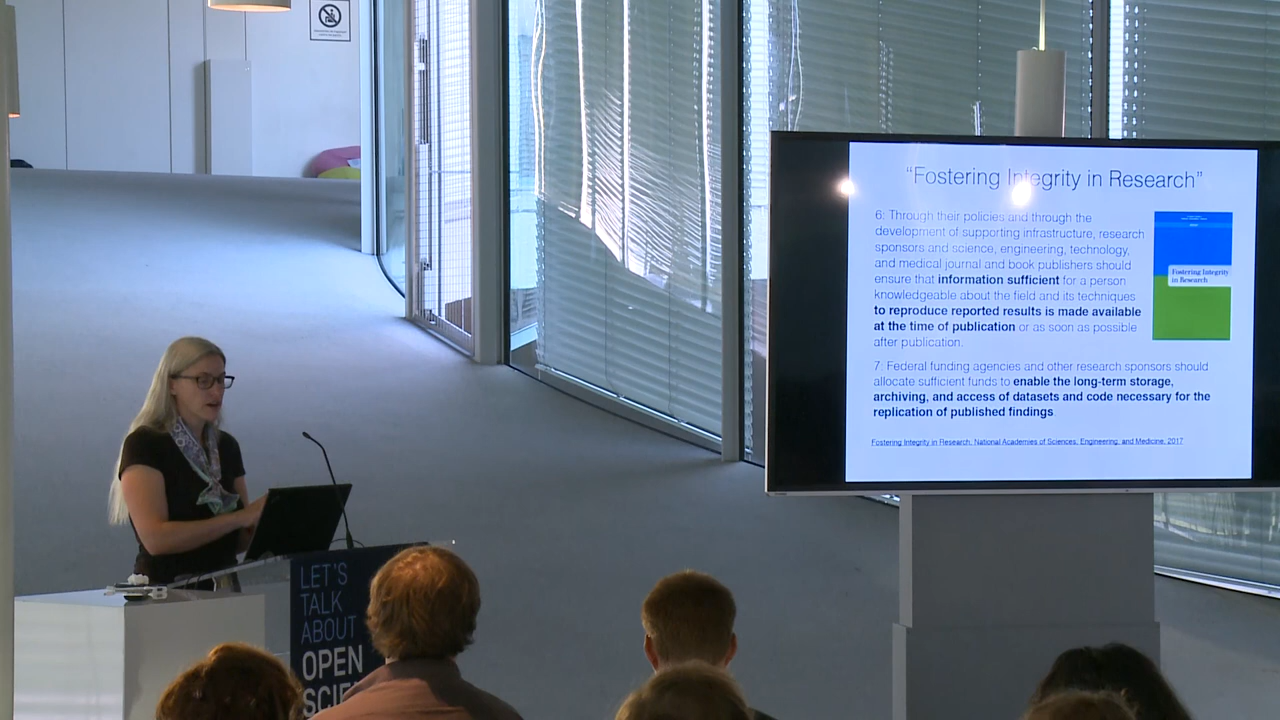 "Fostering Integrity in Research"
6: Through their policies and through the
development of supporting infrastructure, research
sponsors and science, engineering, technology,
and medical journal and book publishers should
ensure that information sufficient for a person
knowledgeable about the field and its techniques
to reproduce reported results is made available
at the time of publication or as soon as possible
after publication.
Fostering Integrity
in Research
7: Federal funding agencies and other research sponsors should
allocate sufficient funds to enable the long-term storage,
archiving, and access of datasets and code necessary for the
replication of published findings
Fostering Integrity in Research, National Academies of Sciences, Engineering, and Medicine, 2017
LET'S
TALK
ABOUT
OPEN
SCIE